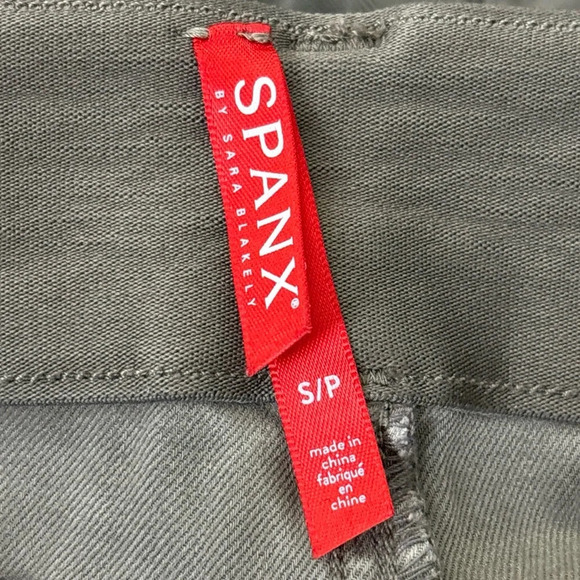 SPANX®
BY SARA BLAKELY
S/P
made in
china
fabriqué
en
chine